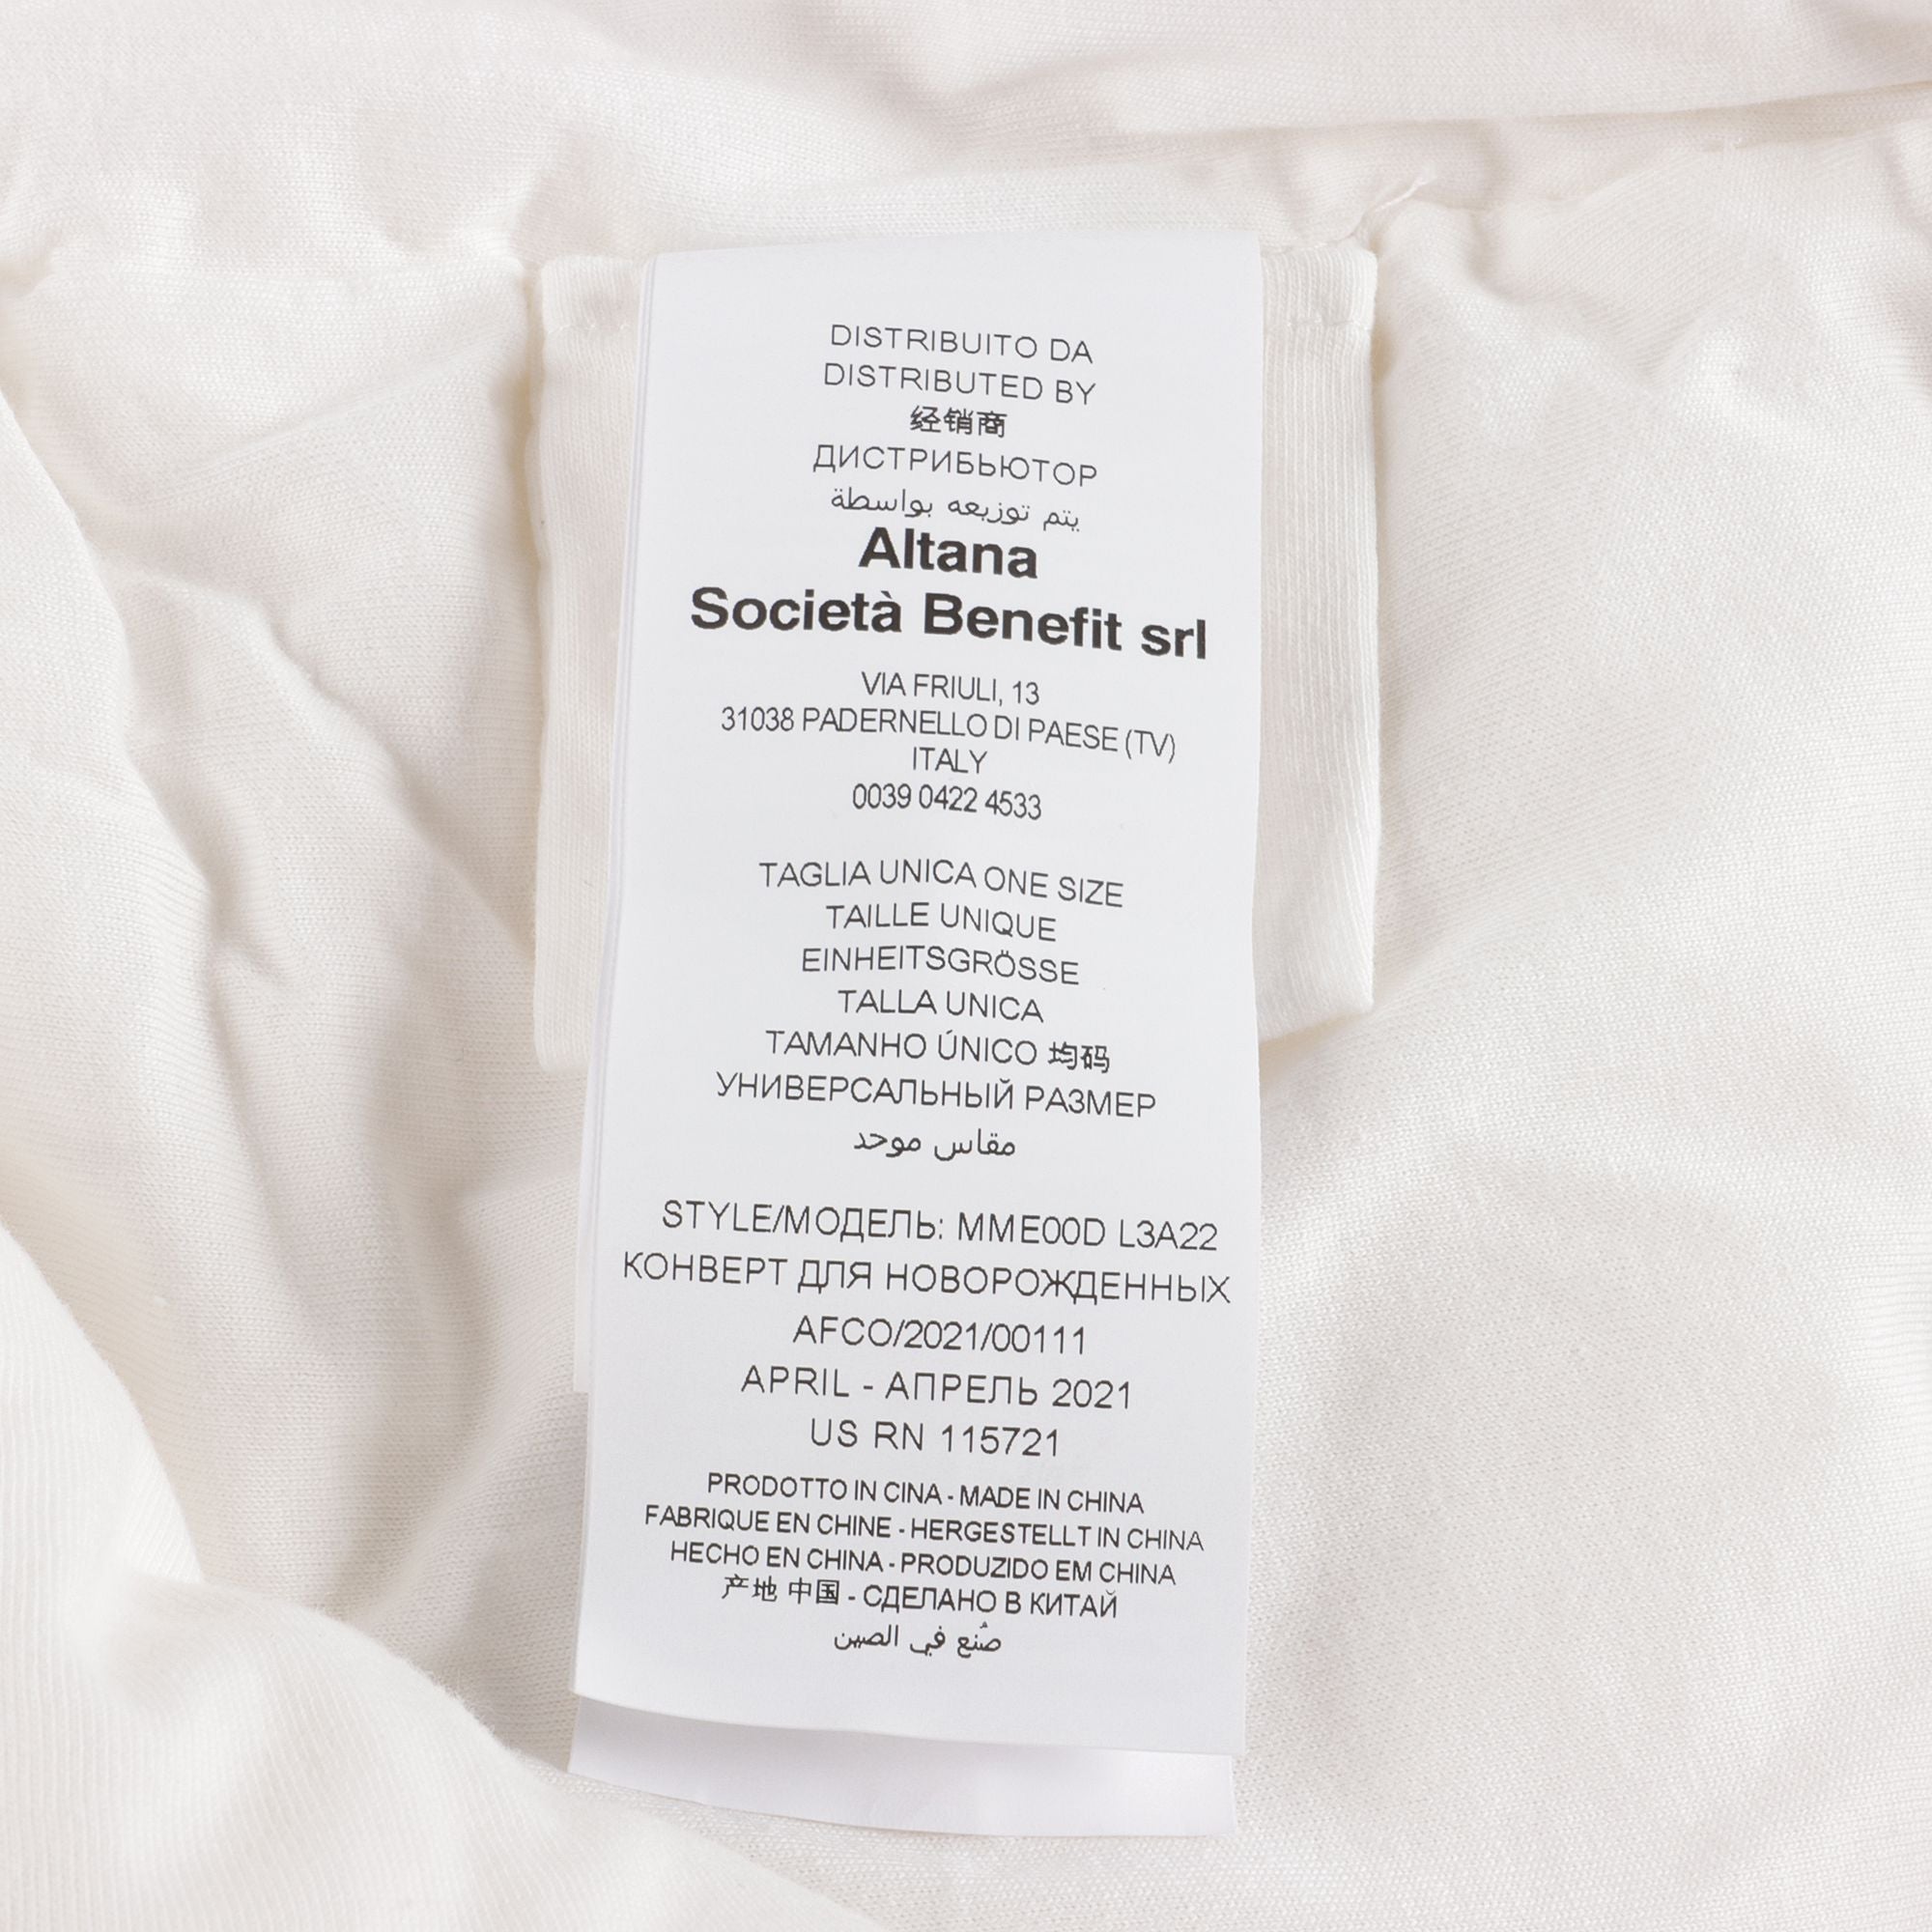 DISTRIBUITO DA
DISTRIBUTED BY
经销商
ДИСТРИБЬЮТОР
يتم توزيعه بواسطة
Altana
Società Benefit srl
VIA FRIULI, 13
31038 PADERNELLO DI PAESE (TV)
ITALY
0039 0422 4533
TAGLIA UNICA ONE SIZE
TAILLE UNIQUE
EINHEITSGRÖSSE
TALLA UNICA
TAMANHO ÚNICO 均码
УНИВЕРСАЛЬНЫЙ РАЗМЕР
مقاس موحد
STYLE/МОДЕЛЬ: MME00D L3A22
КОНВЕРТ ДЛЯ НОВОРОЖДЕННЫХ
AFCO/2021/00111
APRIL - АПРЕЛЬ 2021
US RN 115721
PRODOTTO IN CINA - MADE IN CHINA
FABRIQUE EN CHINE - HERGESTELLT IN CHINA
HECHO EN CHINA - PRODUZIDO EM CHINA
产地 中国 - СДЕЛАНО В КИТАЙ
صُنع في الصين